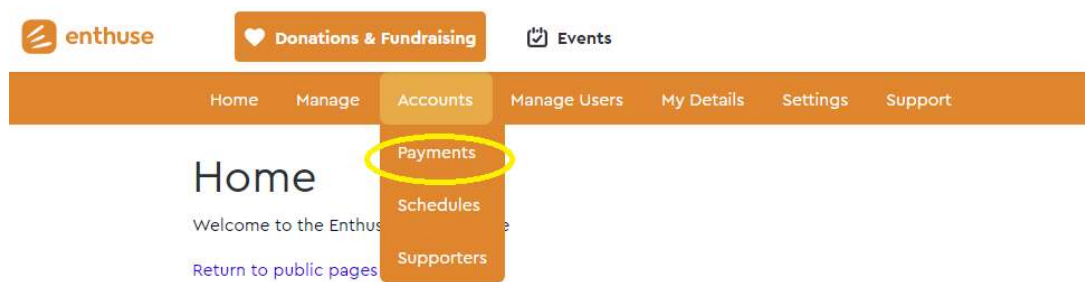 enthuse
Donations & Fundraising
Events
Home Manage Accounts Manage Users My Details Settings Support
Payments
Schedules
Supporters
Home
Welcome to the Enthus
Return to public pages